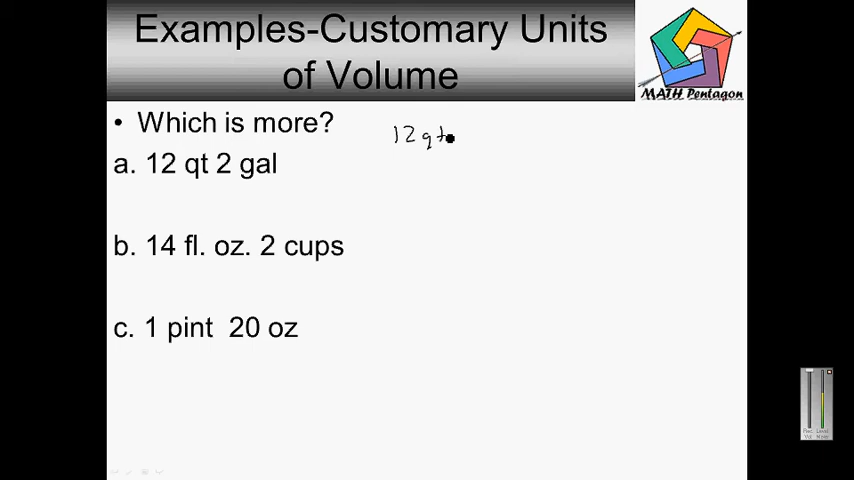 Examples-Customary Units
of Volume
MATH Pentagon
• Which is more?
12 qt
a. 12 qt 2 gal
b. 14 fl. oz. 2 cups
c. 1 pint 20 oz